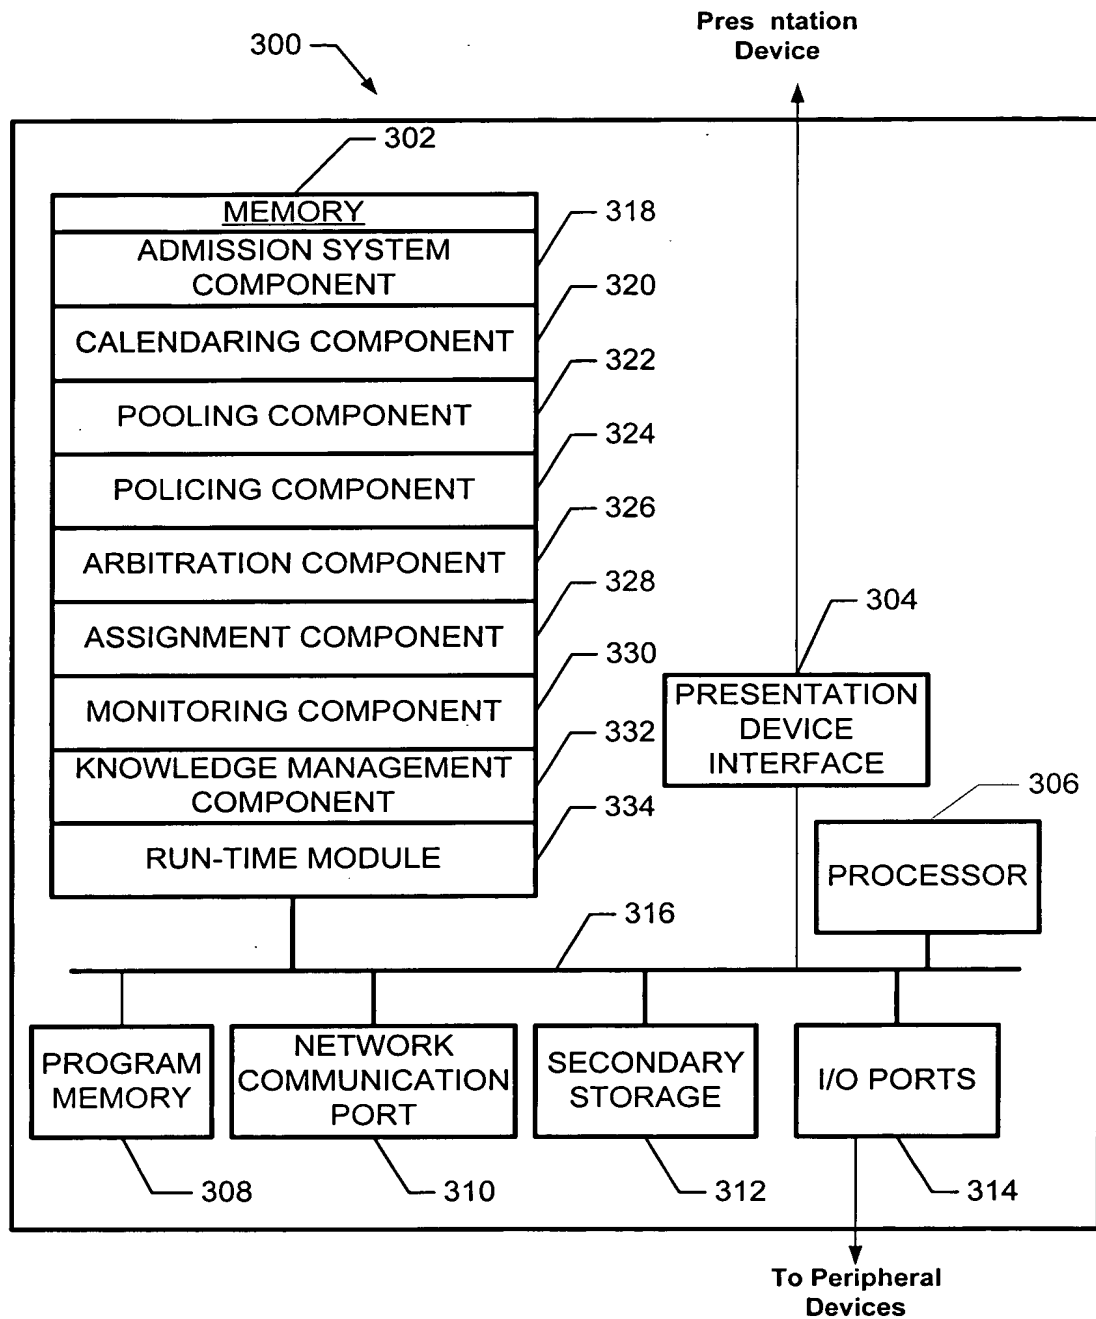 Pres ntation
Device
300
302
MEMORY
318
ADMISSION SYSTEM
COMPONENT
320
CALENDARING COMPONENT
322
POOLING COMPONENT
324
POLICING COMPONENT
326
ARBITRATION COMPONENT
328
ASSIGNMENT COMPONENT
330
MONITORING COMPONENT
332
KNOWLEDGE MANAGEMENT
COMPONENT
334
RUN-TIME MODULE
304
PRESENTATION
DEVICE
INTERFACE
306
PROCESSOR
316
PROGRAM
MEMORY
NETWORK
COMMUNICATION
PORT
SECONDARY
STORAGE
I/O PORTS
308
310
312
314
To Peripheral
Devices